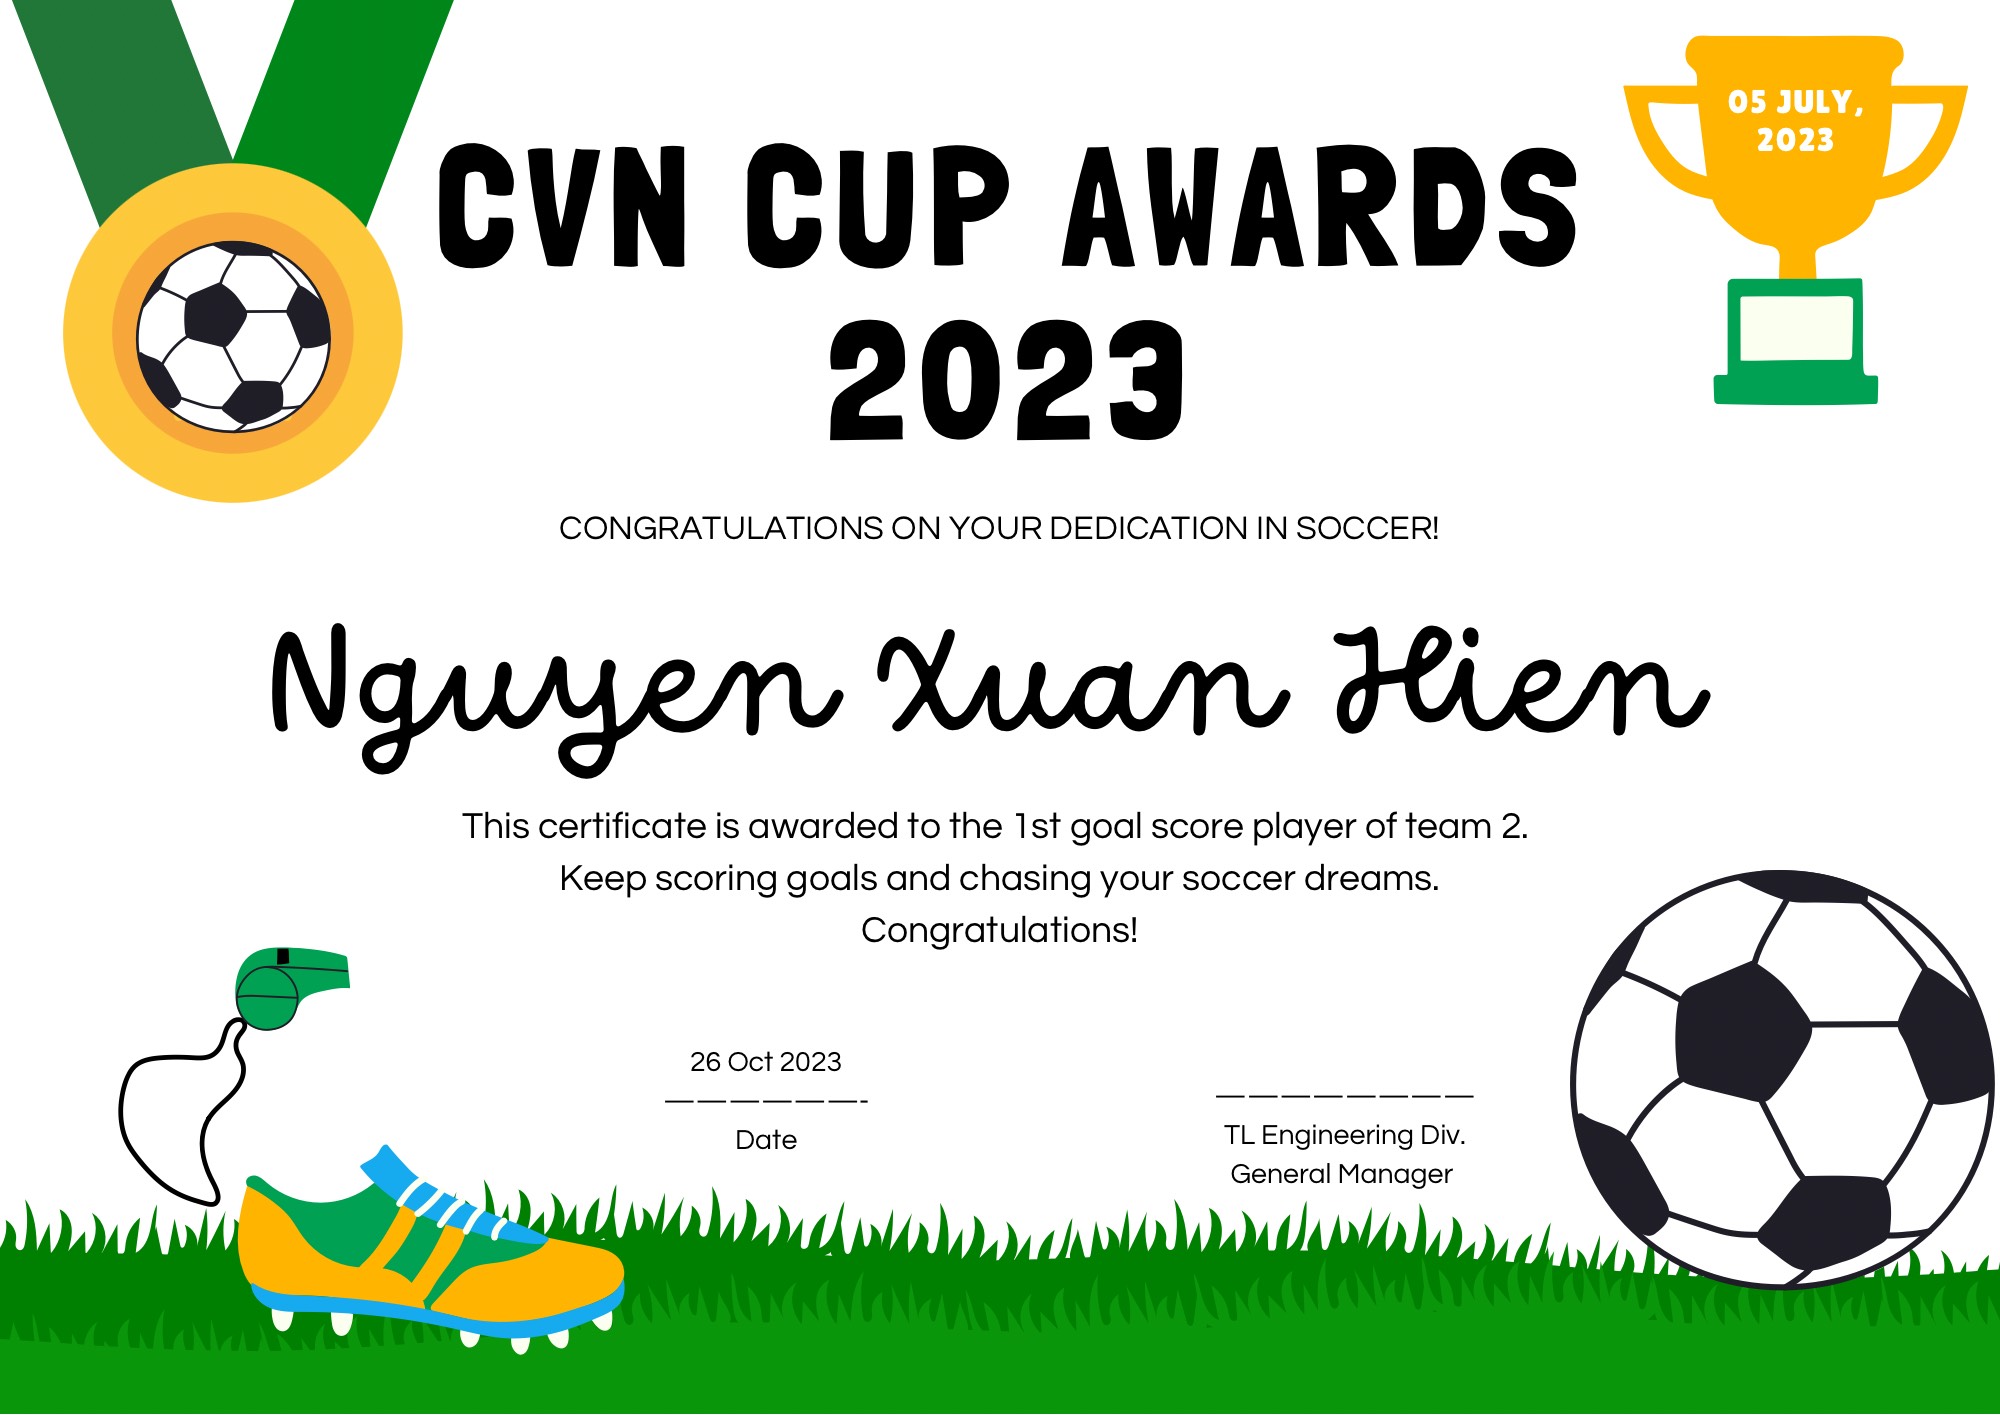 05 JULY,
2023
CVN CUP AWARDS
2023
CONGRATULATIONS ON YOUR DEDICATION IN SOCCER!
Nguyen Xuan Hien
This certificate is awarded to the 1st goal score player of team 2.
Keep scoring goals and chasing your soccer dreams.
Congratulations!
26 Oct 2023
——————-
Date
————————
TL Engineering Div.
General Manager